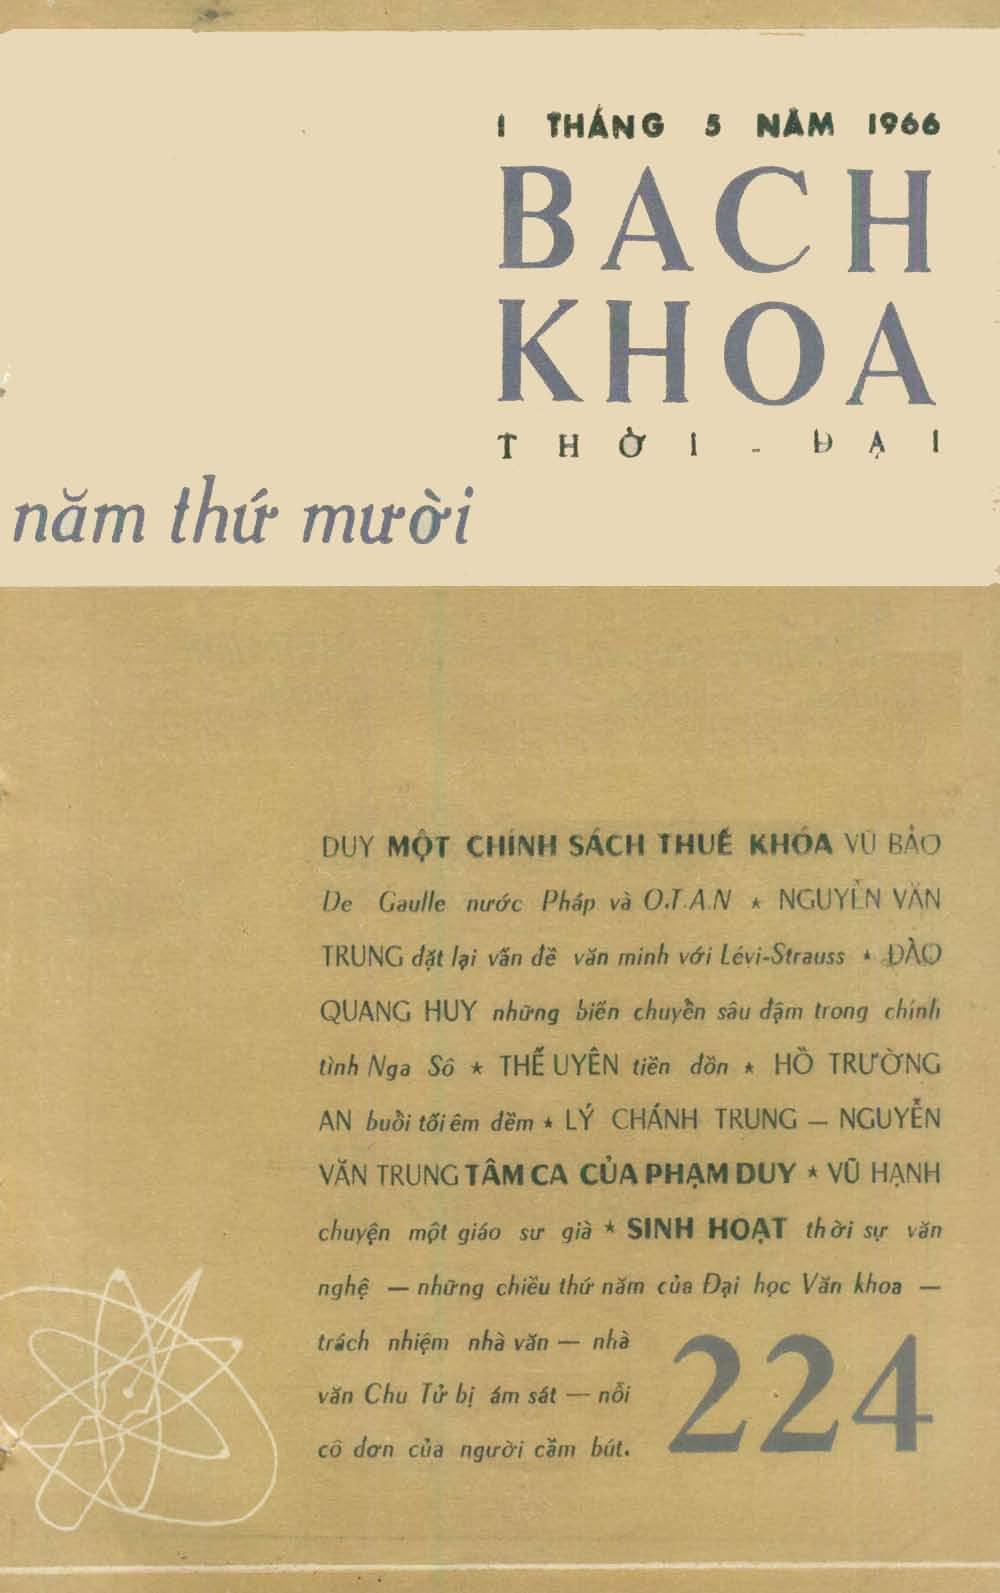 1 THÁNG 5 NĂM 1966
BACH
KHOA
THỜI - ĐẠI
năm thứ mười
DUY MỘT CHÍNH SÁCH THUẾ KHÓA VŨ BẢO
De Gaulle nước Pháp và O.T.A.N * NGUYỄN VĂN
TRUNG đặt lại vấn đề văn minh với Lévi-Strauss * ĐÀO
QUANG HUY những biến chuyển sâu đậm trong chính
tình Nga Sô * THẾ UYÊN tiền đồn * HỒ TRƯỜNG
AN buổi tối êm đềm * LÝ CHÁNH TRUNG — NGUYỄN
VĂN TRUNG TÂM CA CỦA PHẠM DUY * VŨ HẠNH
chuyện một giáo sư già * SINH HOẠT thời sự văn
nghệ — những chiều thứ năm của Đại học Văn khoa —
trách nhiệm nhà văn — nhà
văn Chu Tử bị ám sát — nỗi
cô đơn của người cầm bút.
224